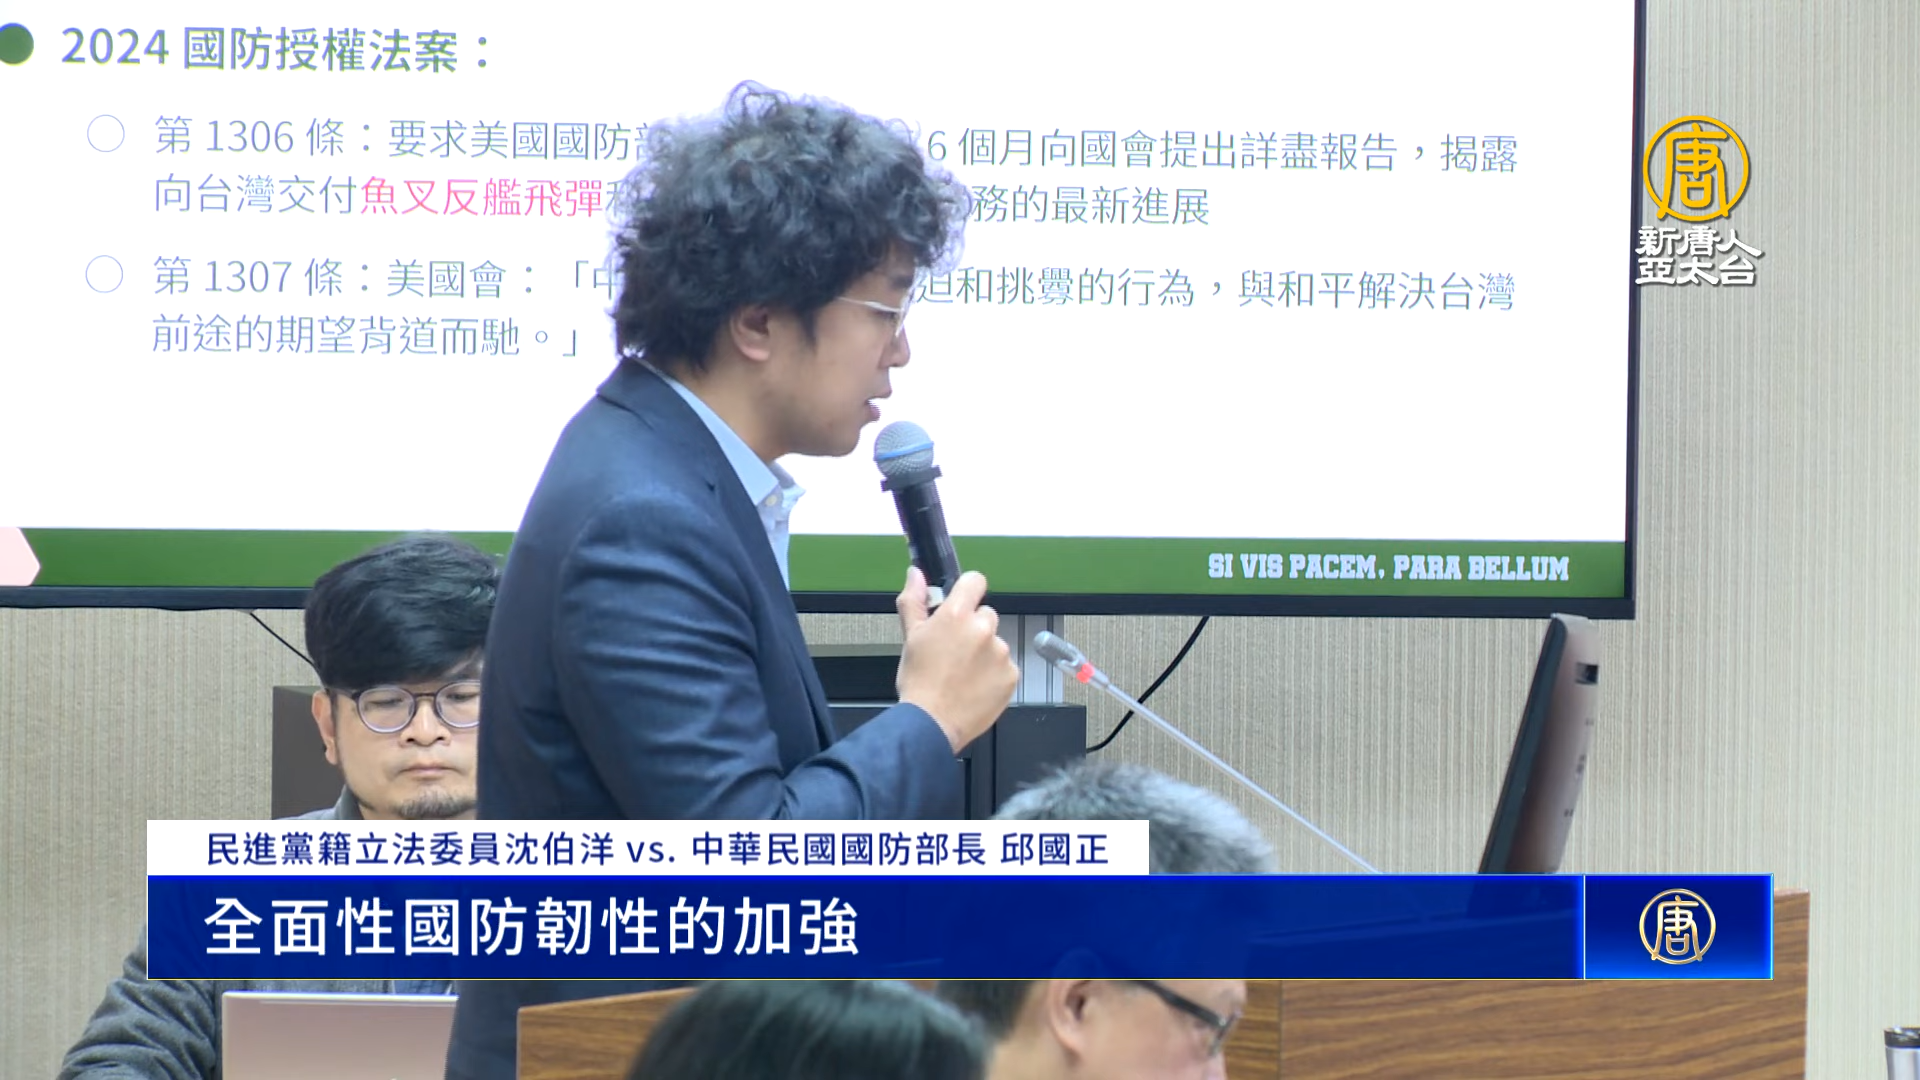 2024 國防授權法案：
第 1306 條：要求美國國防部 6 個月向國會提出詳盡報告，揭露
向台灣交付魚叉反艦飛彈 務的最新進展
第 1307 條：美國會：「中 迫和挑釁的行為，與和平解決台灣
前途的期望背道而馳。」
唐
新唐人
亞太台
SI VIS PACEM, PARA BELLUM
民進黨籍立法委員沈伯洋 vs. 中華民國國防部長 邱國正
全面性國防韌性的加強
唐